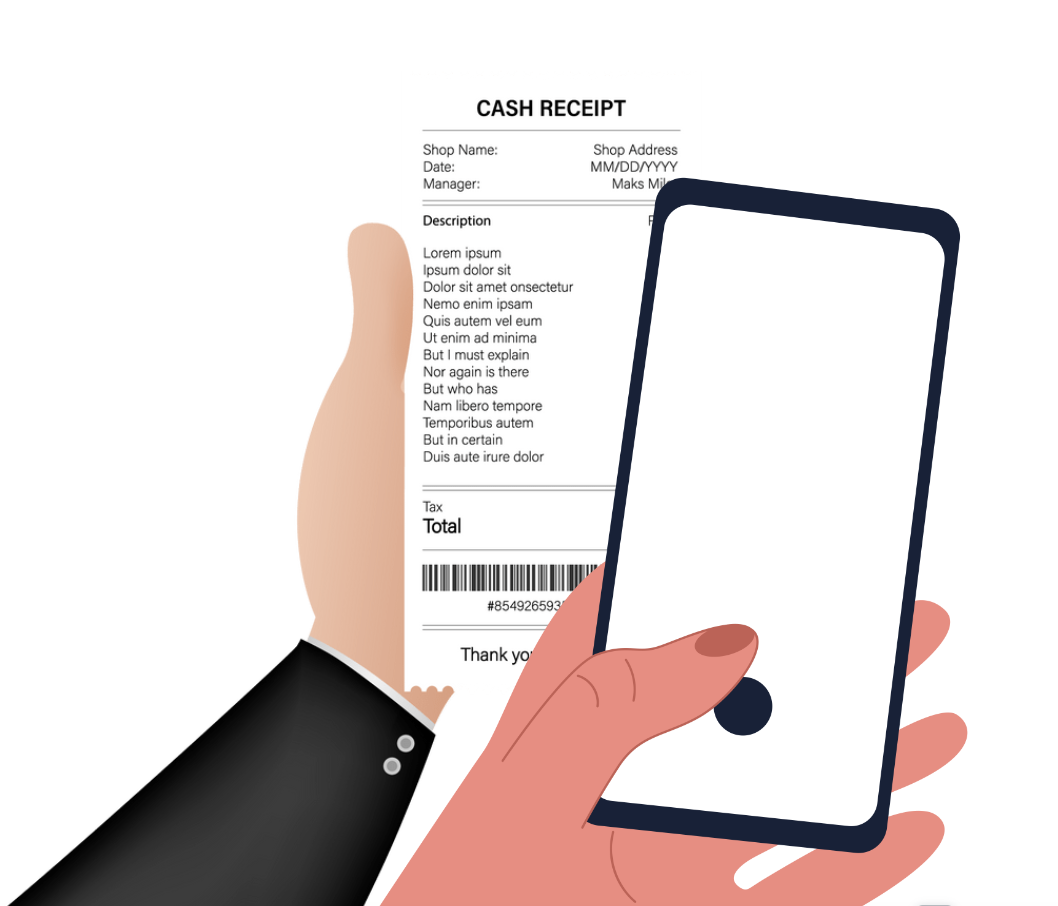 CASH RECEIPT
Shop Name: Shop Address
Date: MM/DD/YYYY
Manager: Maks
Description
Lorem ipsum
Ipsum dolor sit
Dolor sit amet onsectetur
Nemo enim ipsam
Quis autem vel eum
Ut enim ad minima
But I must explain
Nor again is there
But who has
Nam libero tempore
Temporibus autem
But in certain
Duis aute irure dolor
Tax
Total
Thank